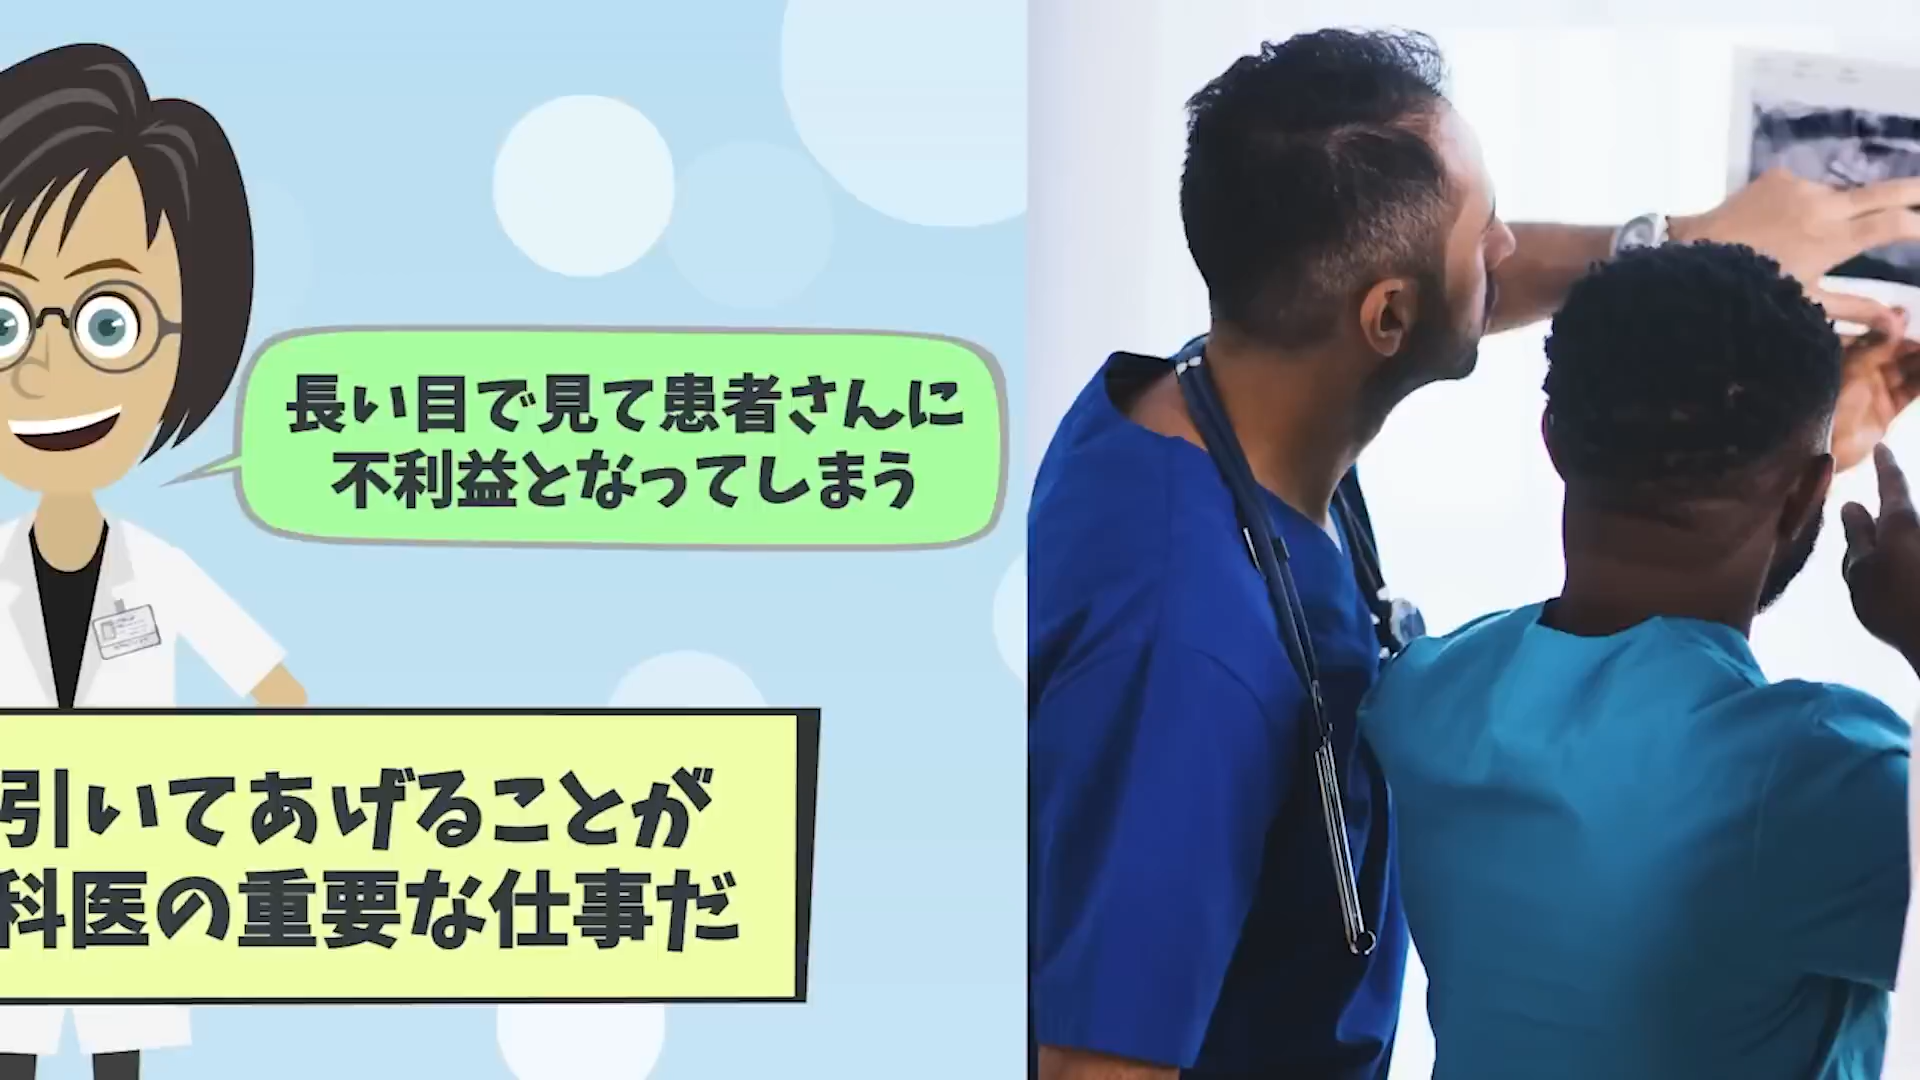 長い目で見て患者さんに
不利益となってしまう
引いてあげることが
科医の重要な仕事だ